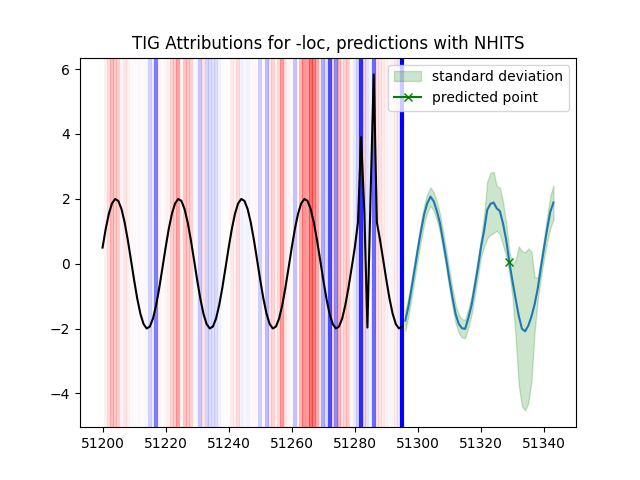 TIG Attributions for -loc, predictions with NHITS
standard deviation
predicted point
6
4
2
0
−2
−4
51200 51220 51240 51260 51280 51300 51320 51340